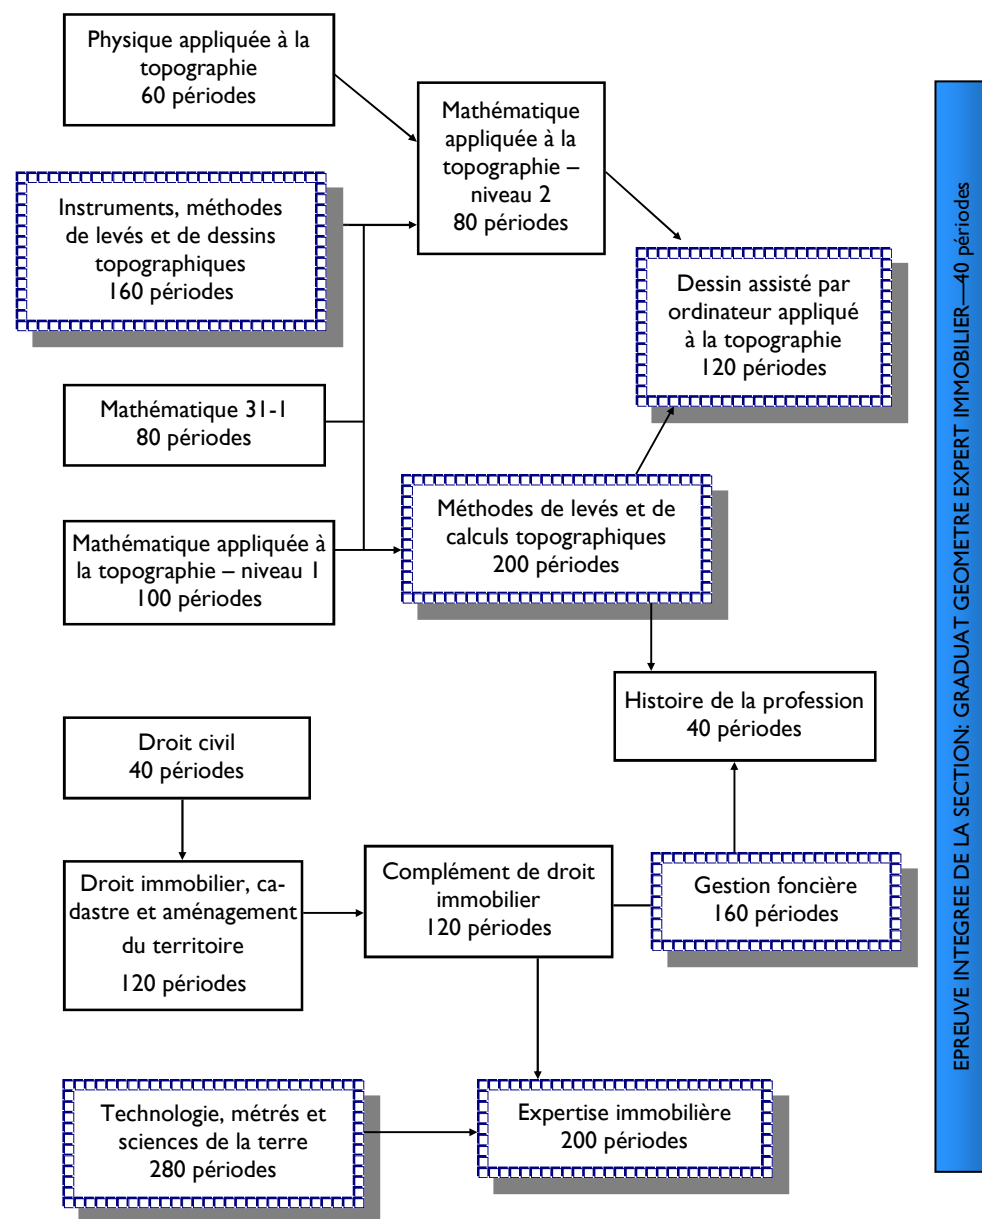 Physique appliquée à la
topographie
60 périodes
Mathématique
appliquée à la
topographie –
niveau 2
80 périodes
Instruments, méthodes
de levés et de dessins
topographiques
160 périodes
Dessin assisté par
ordinateur appliqué
à la topographie
120 périodes
Mathématique 31-1
80 périodes
Mathématique appliquée à
la topographie – niveau 1
100 périodes
Méthodes de levés et de
calculs topographiques
200 périodes
Histoire de la profession
40 périodes
Droit civil
40 périodes
Droit immobilier, ca-
dastre et aménagement
du territoire
120 périodes
Complément de droit
immobilier
120 périodes
Gestion foncière
160 périodes
Technologie, métrés et
sciences de la terre
280 périodes
Expertise immobilière
200 périodes
EPREUVE INTEGREE DE LA SECTION: GRADUAT GEOMETRE EXPERT IMMOBILIER—40 périodes